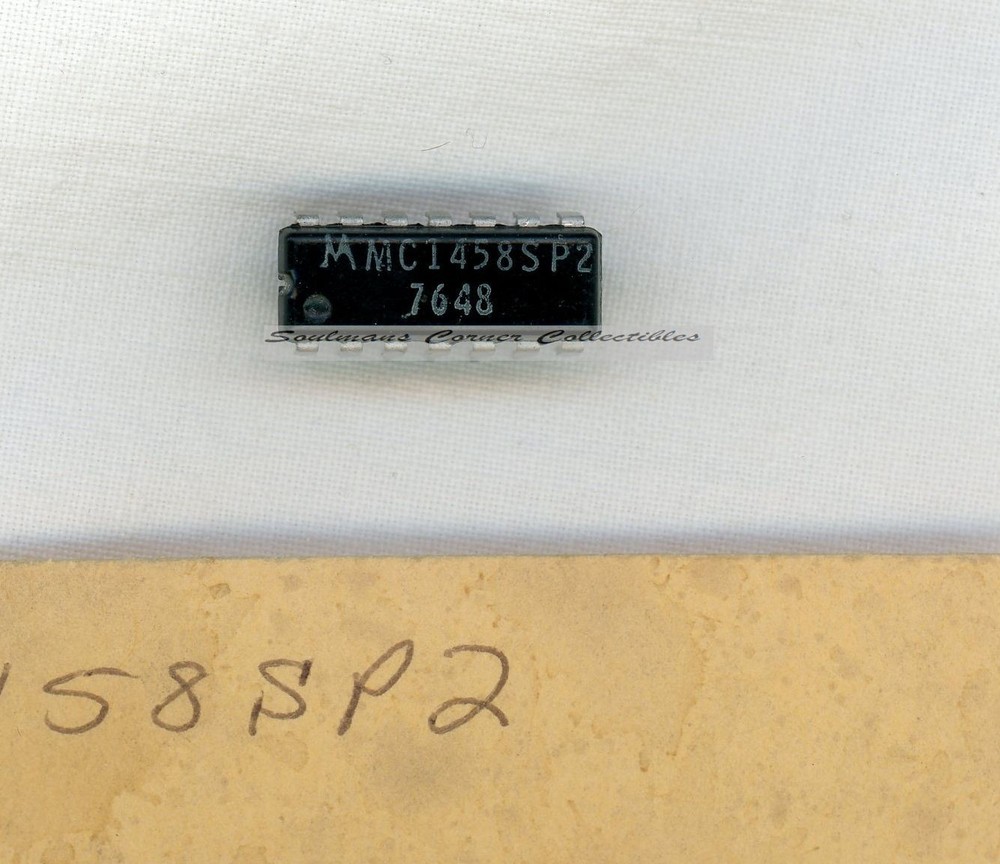 MC1458SP2
7648
Soulmans Corner Collectibles
58SP2